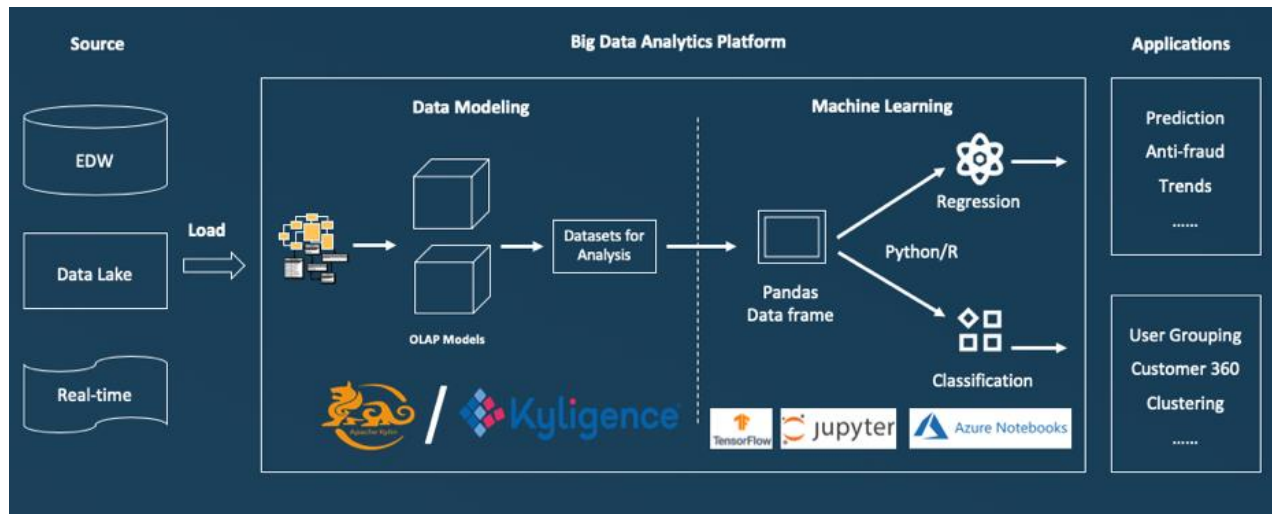 Source
Big Data Analytics Platform
Applications
EDW
Data Lake
Real-time
Load
Data Modeling
OLAP Models
Datasets for
Analysis
Apache Kylin
/
Kyligence
Machine Learning
Pandas
Data frame
Python/R
Regression
Classification
TensorFlow
jupyter
Azure Notebooks
Prediction
Anti-fraud
Trends
......
User Grouping
Customer 360
Clustering
......